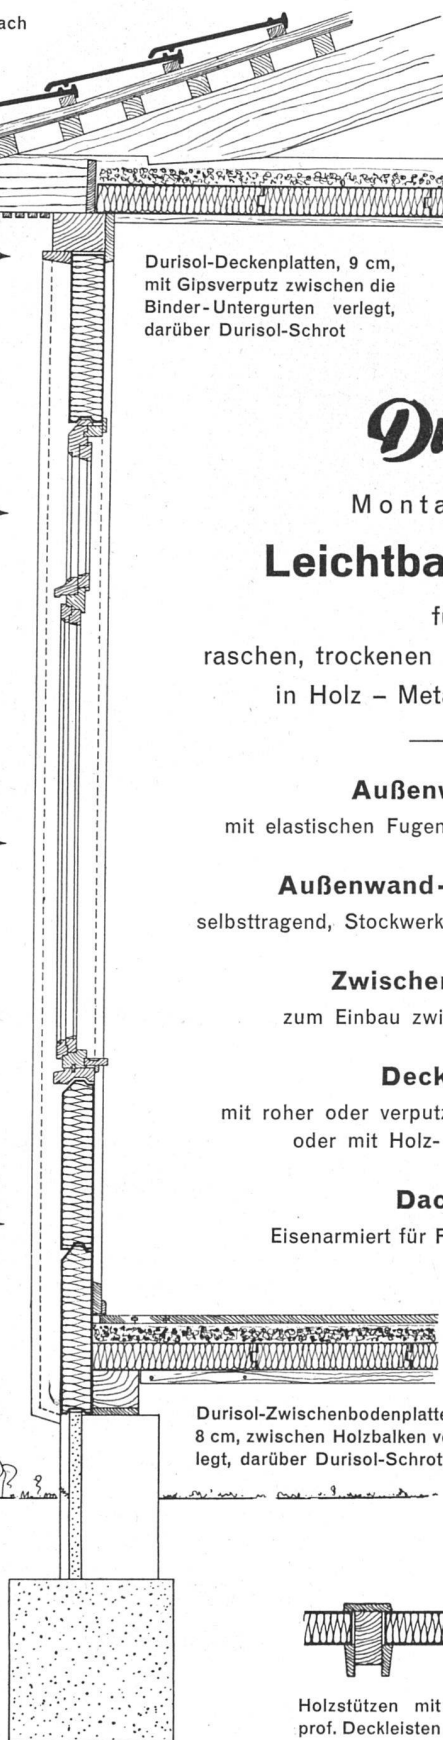 ach
Durisol-Deckenplatten, 9 cm,
mit Gipsverputz zwischen die
Binder-Untergurten verlegt,
darüber Durisol-Schrot
Du
Monta
Leichtba
fü
raschen, trockenen
in Holz – Meta
Außenw
mit elastischen Fugen
Außenwand-
selbsttragend, Stockwerk
Zwischen
zum Einbau zwi
Deck
mit roher oder verputz
oder mit Holz-
Dac
Eisenarmiert für F
Durisol-Zwischenbodenplatte
8 cm, zwischen Holzbalken ve
legt, darüber Durisol-Schrot
Holzstützen mit
prof. Deckleisten